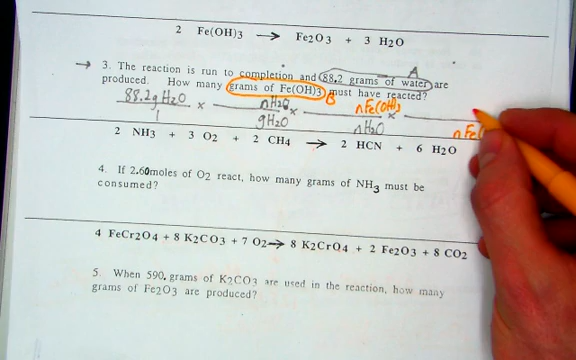 2 Fe(OH)3 → Fe2O3 + 3 H2O
→ 3. The reaction is run to completion and 88.2 grams of water are
A
produced. How many grams of Fe(OH)3 must have reacted?
B
88.2g H2O × nH2O × nFe(OH)3 ×
1 gH2O nH2O nFe(
2 NH3 + 3 O2 + 2 CH4 → 2 HCN + 6 H2O
4. If 2.60moles of O2 react, how many grams of NH3 must be
consumed?
4 FeCr2O4 + 8 K2CO3 + 7 O2→ 8 K2CrO4 + 2 Fe2O3 + 8 CO2
5. When 590. grams of K2CO3 are used in the reaction, how many
grams of Fe2O3 are produced?